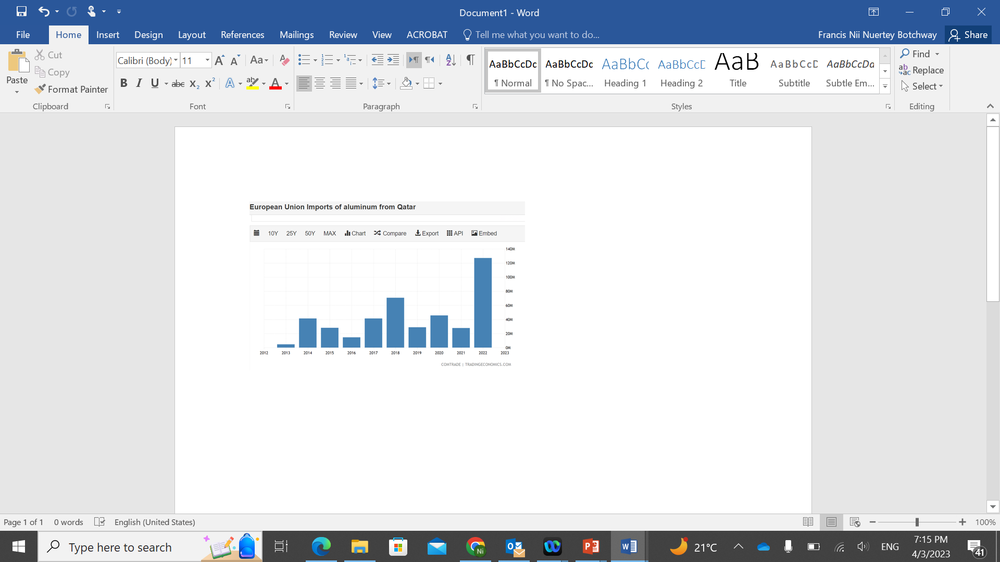 Document1 - Word
File Home Insert Design Layout References Mailings Review View ACROBAT Tell me what you want to do... Francis Nii Nuertey Botchway Share
Paste
Cut
Copy
Format Painter
Clipboard
Calibri (Body) 11
Font
Paragraph
AaBbCcDc AaBbCcDc AaBbCc AaBbCcD AaB AaBbCcD AaBbCcDd
¶ Normal ¶ No Spac... Heading 1 Heading 2 Title Subtitle Subtle Em...
Styles
Find
Replace
Select
Editing
European Union Imports of aluminum from Qatar
10Y 25Y 50Y MAX Chart Compare Export API Embed
140M
120M
100M
80M
60M
40M
20M
0M
2012 2013 2014 2015 2016 2017 2018 2019 2020 2021 2022 2023
COMTRADE | TRADINGECONOMICS.COM
Page 1 of 1 0 words English (United States) 100%
Type here to search
21°C ENG
7:15 PM
4/3/2023
41